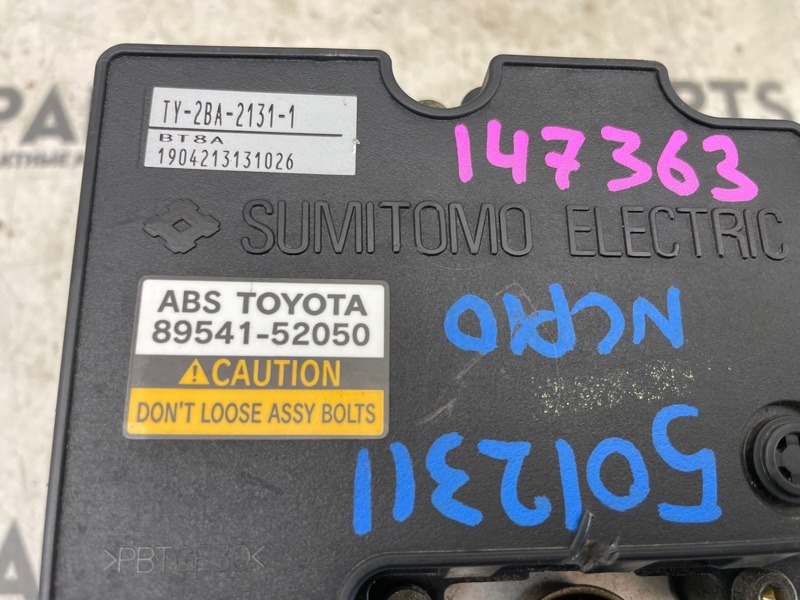 TY-2BA-2131-1
BT8A
1904213131026
147363
SUMITOMO ELECTRIC
ABS TOYOTA
89541-52050
CAUTION
DON'T LOOSE ASSY BOLTS
NCP10
5012311
>PBT-GF30<